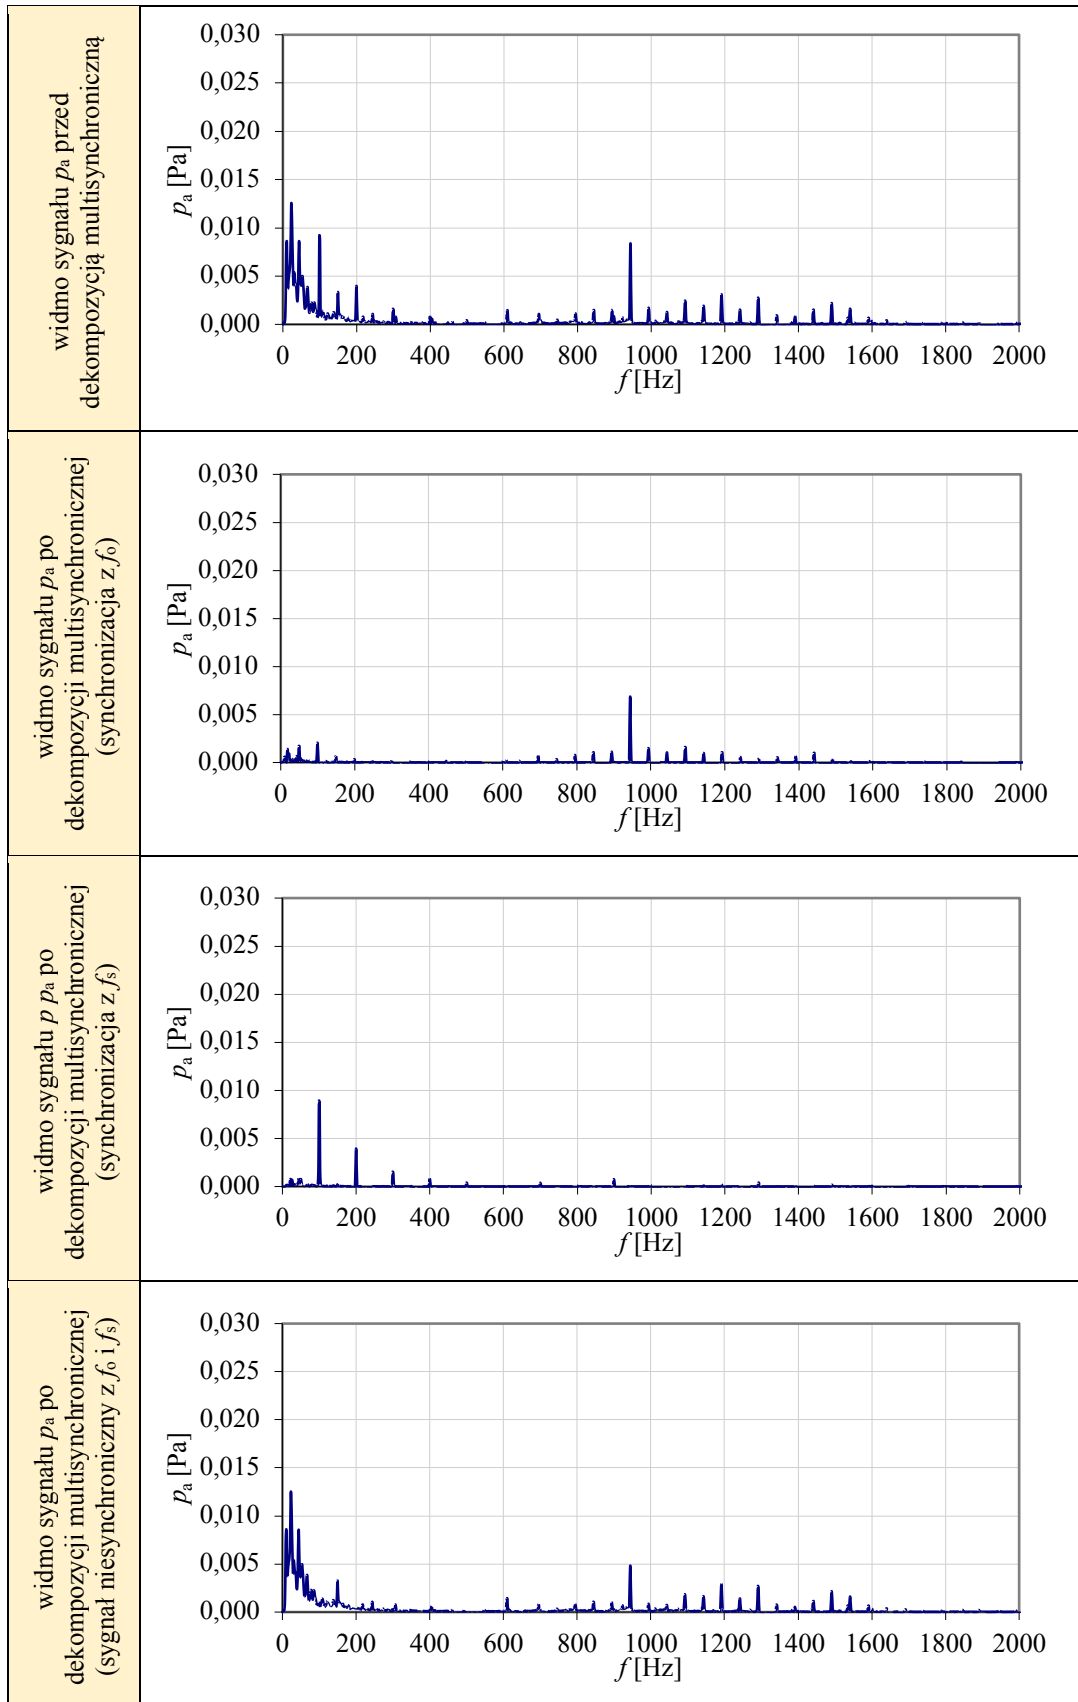 widmo sygnału pa przed
dekompozycją multisynchroniczną
0,030
0,025
0,020
0,015
0,010
0,005
0,000
pa [Pa]
0 200 400 600 800 1000 1200 1400 1600 1800 2000
f [Hz]
widmo sygnału pa po
dekompozycji multisynchronicznej
(synchronizacja z fo)
0,030
0,025
0,020
0,015
0,010
0,005
0,000
pa [Pa]
0 200 400 600 800 1000 1200 1400 1600 1800 2000
f [Hz]
widmo sygnału p pa po
dekompozycji multisynchronicznej
(synchronizacja z fs)
0,030
0,025
0,020
0,015
0,010
0,005
0,000
pa [Pa]
0 200 400 600 800 1000 1200 1400 1600 1800 2000
f [Hz]
widmo sygnału pa po
dekompozycji multisynchronicznej
(sygnał niesynchroniczny z fo i fs)
0,030
0,025
0,020
0,015
0,010
0,005
0,000
pa [Pa]
0 200 400 600 800 1000 1200 1400 1600 1800 2000
f [Hz]